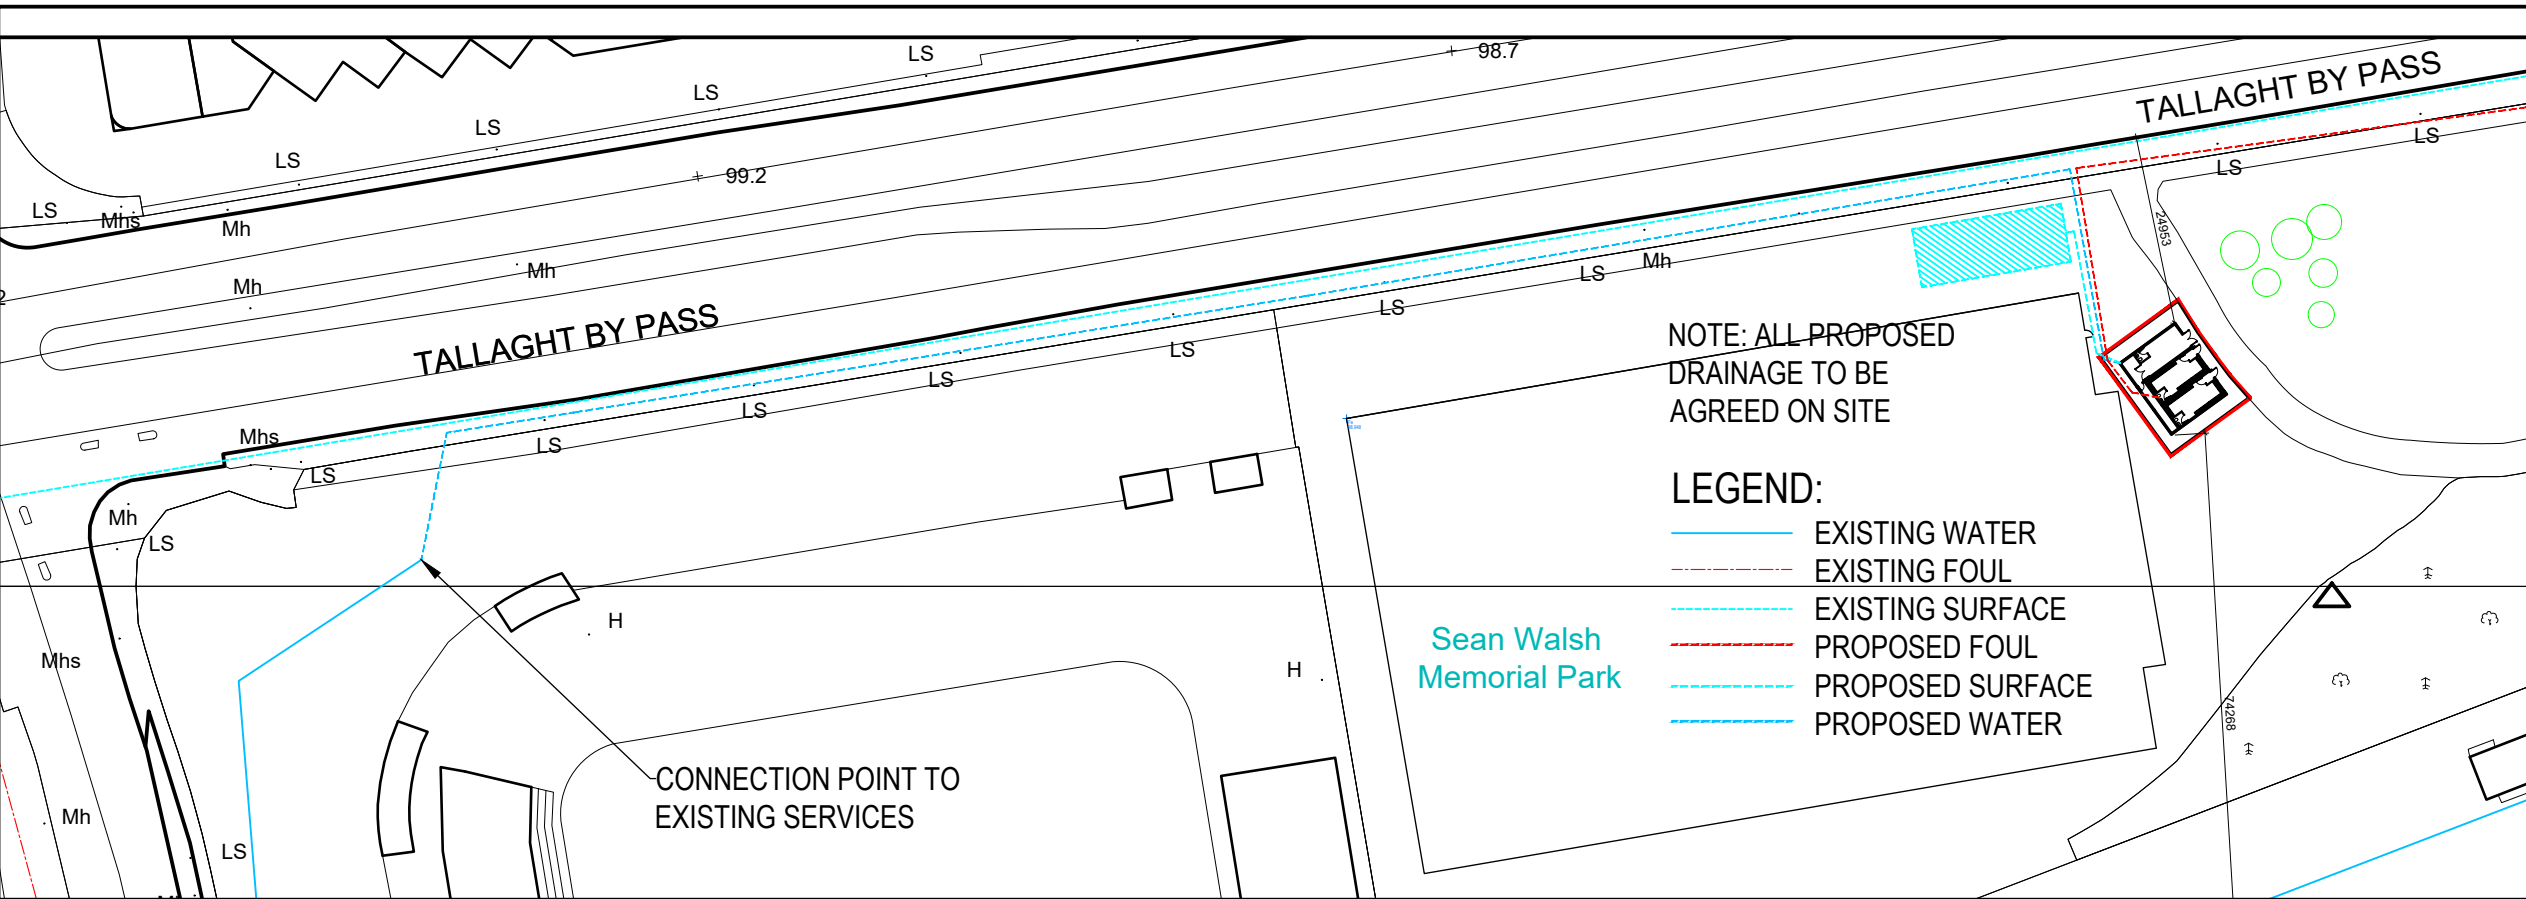 LS
98.7
TALLAGHT BY PASS
LS
LS
LS
LS
LS
99.2
LS
Mhs
Mh
24953
Mh
Mh
Mh
LS
LS
TALLAGHT BY PASS
LS
LS
LS
NOTE: ALL PROPOSED
DRAINAGE TO BE
AGREED ON SITE
LS
Mhs
LS
LS
LEGEND:
Mh
LS
EXISTING WATER
EXISTING FOUL
EXISTING SURFACE
PROPOSED FOUL
PROPOSED SURFACE
PROPOSED WATER
H
Sean Walsh
Memorial Park
Mhs
H
74268
CONNECTION POINT TO
EXISTING SERVICES
Mh
LS